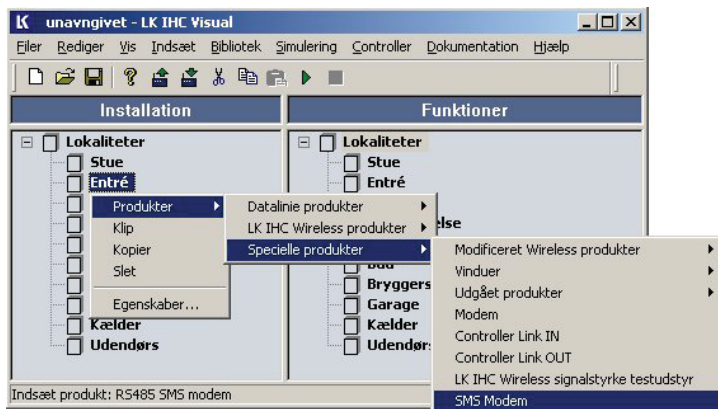 unavngivet - LK IHC Visual
Filer Rediger Vis Indsæt Bibliotek Simulering Controller Dokumentation Hjælp
Installation
Funktioner
Lokaliteter
Stue
Entré
Lokaliteter
Stue
Entré
Produkter
Klip
Kopier
Slet
Egenskaber...
Datalinie produkter
LK IHC Wireless produkter
Specielle produkter
Modificeret Wireless produkter
Vinduer
Udgået produkter
Modem
Controller Link IN
Controller Link OUT
LK IHC Wireless signalstyrke testudstyr
SMS Modem
Kælder
Udendørs
Garage
Kælder
Indsæt produkt: RS485 SMS modem